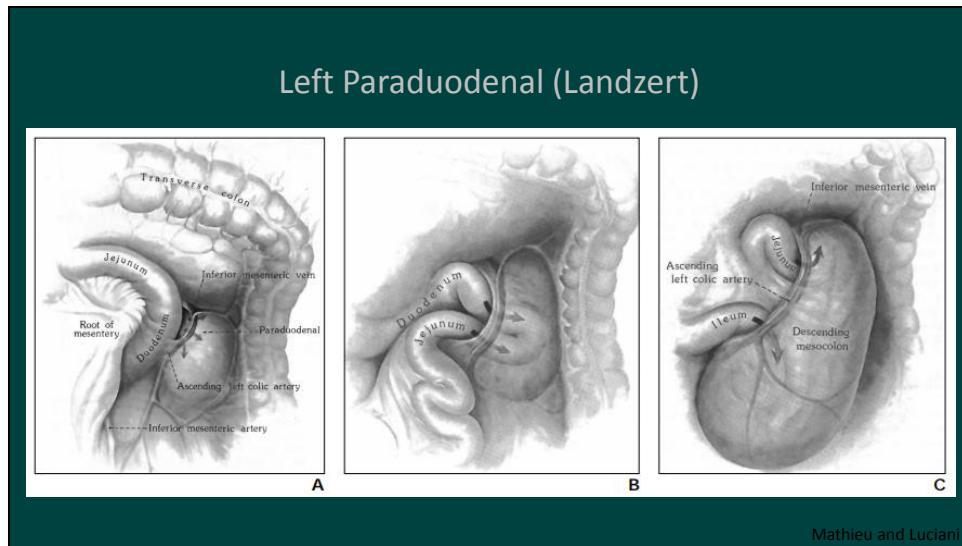 Left Paraduodenal (Landzert)
Transverse colon
Jejunum
Inferior mesenteric vein
Root of
mesentery
Paraduodenal
Duodenum
Ascending left colic artery
Inferior mesenteric artery
A
Duodenum
Jejunum
B
Inferior mesenteric vein
Jejunum
Ascending
left colic artery
Ileum
Descending
mesocolon
C
Mathieu and Luciani